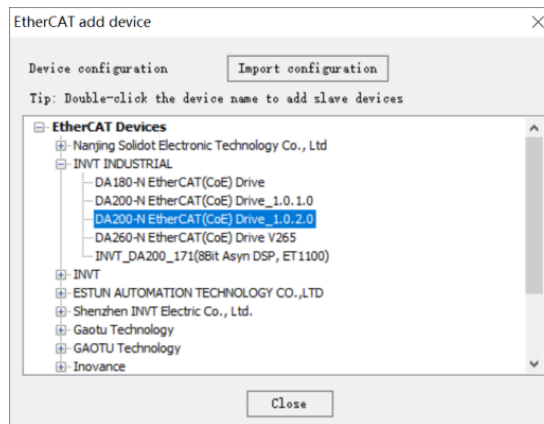 EtherCAT add device
Device configuration Import configuration
Tip: Double-click the device name to add slave devices
EtherCAT Devices
Nanjing Solidot Electronic Technology Co., Ltd
INVT INDUSTRIAL
DA180-N EtherCAT(CoE) Drive
DA200-N EtherCAT(CoE) Drive_1.0.1.0
DA200-N EtherCAT(CoE) Drive_1.0.2.0
DA260-N EtherCAT(CoE) Drive V265
INVT_DA200_171(8Bit Asyn DSP, ET1100)
INVT
ESTUN AUTOMATION TECHNOLOGY CO.,LTD
Shenzhen INVT Electric Co., Ltd.
Gaotu Technology
GAOTU Technology
Inovance
Close